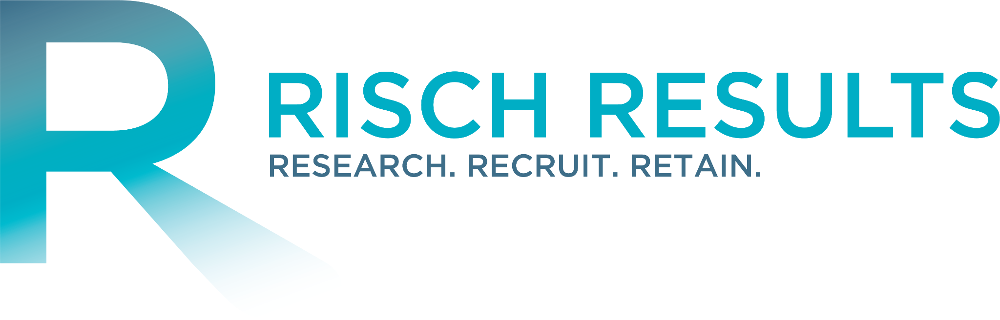 R
RISCH RESULTS
RESEARCH. RECRUIT. RETAIN.